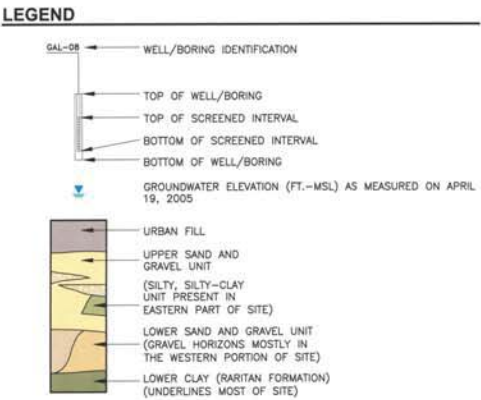 LEGEND
GAL-08
WELL/BORING IDENTIFICATION
TOP OF WELL/BORING
TOP OF SCREENED INTERVAL
BOTTOM OF SCREENED INTERVAL
BOTTOM OF WELL/BORING
GROUNDWATER ELEVATION (FT.-MSL) AS MEASURED ON APRIL
19, 2005
URBAN FILL
UPPER SAND AND
GRAVEL UNIT
(SILTY, SILTY-CLAY
UNIT PRESENT IN
EASTERN PART OF SITE)
LOWER SAND AND GRAVEL UNIT
(GRAVEL HORIZONS MOSTLY IN
THE WESTERN PORTION OF SITE)
LOWER CLAY (RARITAN FORMATION)
(UNDERLINES MOST OF SITE)